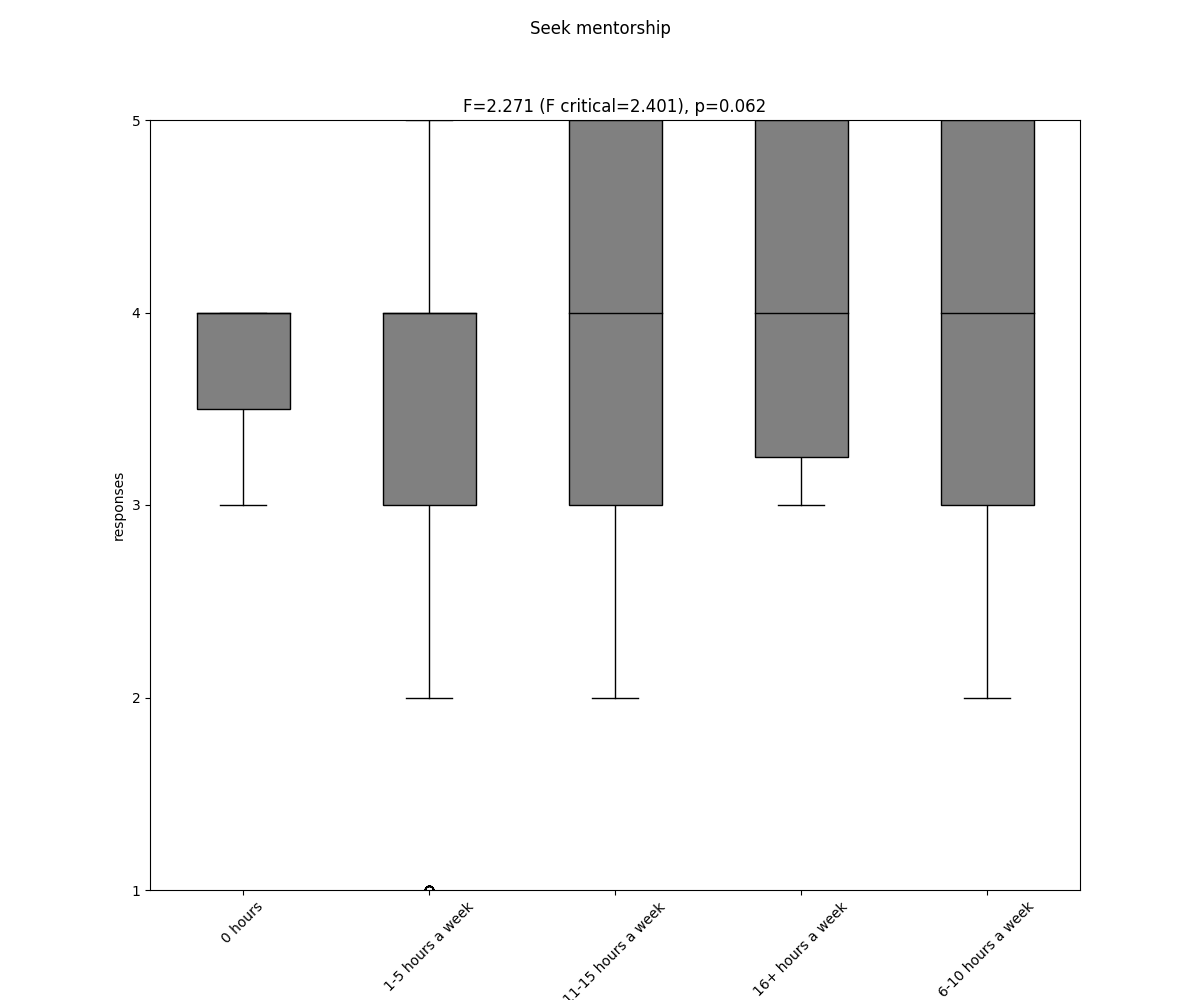 Seek mentorship
F=2.271 (F critical=2.401), p=0.062
5
4
3
2
1
responses
0 hours
1-5 hours a week
11-15 hours a week
16+ hours a week
6-10 hours a week